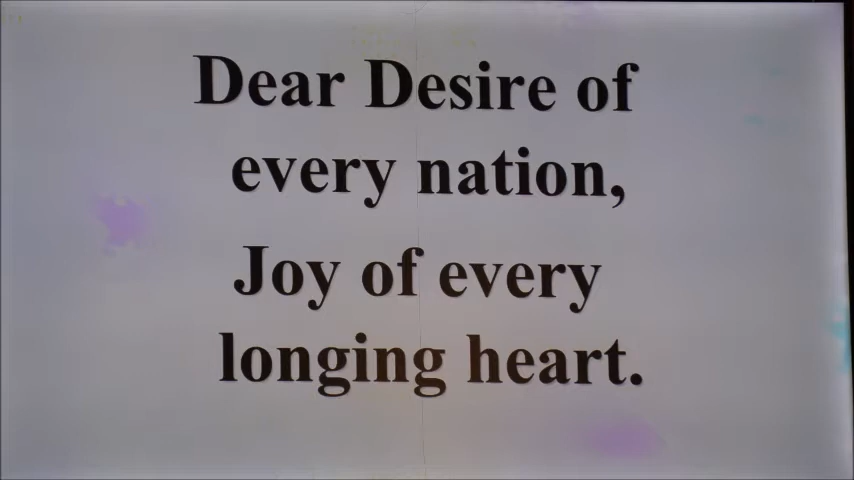 Dear Desire of
every nation,
Joy of every
longing heart.